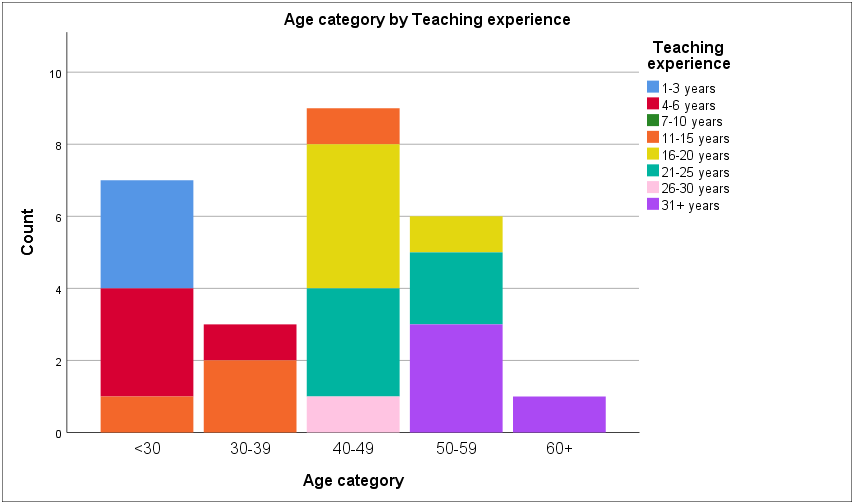 Age category by Teaching experience
10
8
6
4
2
0
Count
<30
30-39
40-49
50-59
60+
Age category
Teaching
experience
1-3 years
4-6 years
7-10 years
11-15 years
16-20 years
21-25 years
26-30 years
31+ years